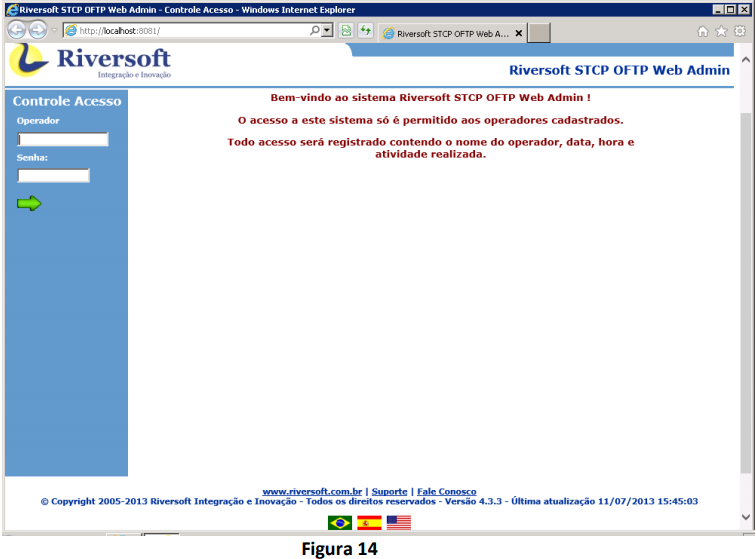 Riversoft STCP OFTP Web Admin - Controle Acesso - Windows Internet Explorer
http://localhost:8081/
Riversoft STCP OFTP Web A...
Riversoft
Integração e Inovação
Riversoft STCP OFTP Web Admin
Controle Acesso
Operador
Senha:
Bem-vindo ao sistema Riversoft STCP OFTP Web Admin !
O acesso a este sistema só é permitido aos operadores cadastrados.
Todo acesso será registrado contendo o nome do operador, data, hora e
atividade realizada.
www.riversoft.com.br | Suporte | Fale Conosco
© Copyright 2005-2013 Riversoft Integração e Inovação - Todos os direitos reservados - Versão 4.3.3 - Última atualização 11/07/2013 15:45:03
Figura 14